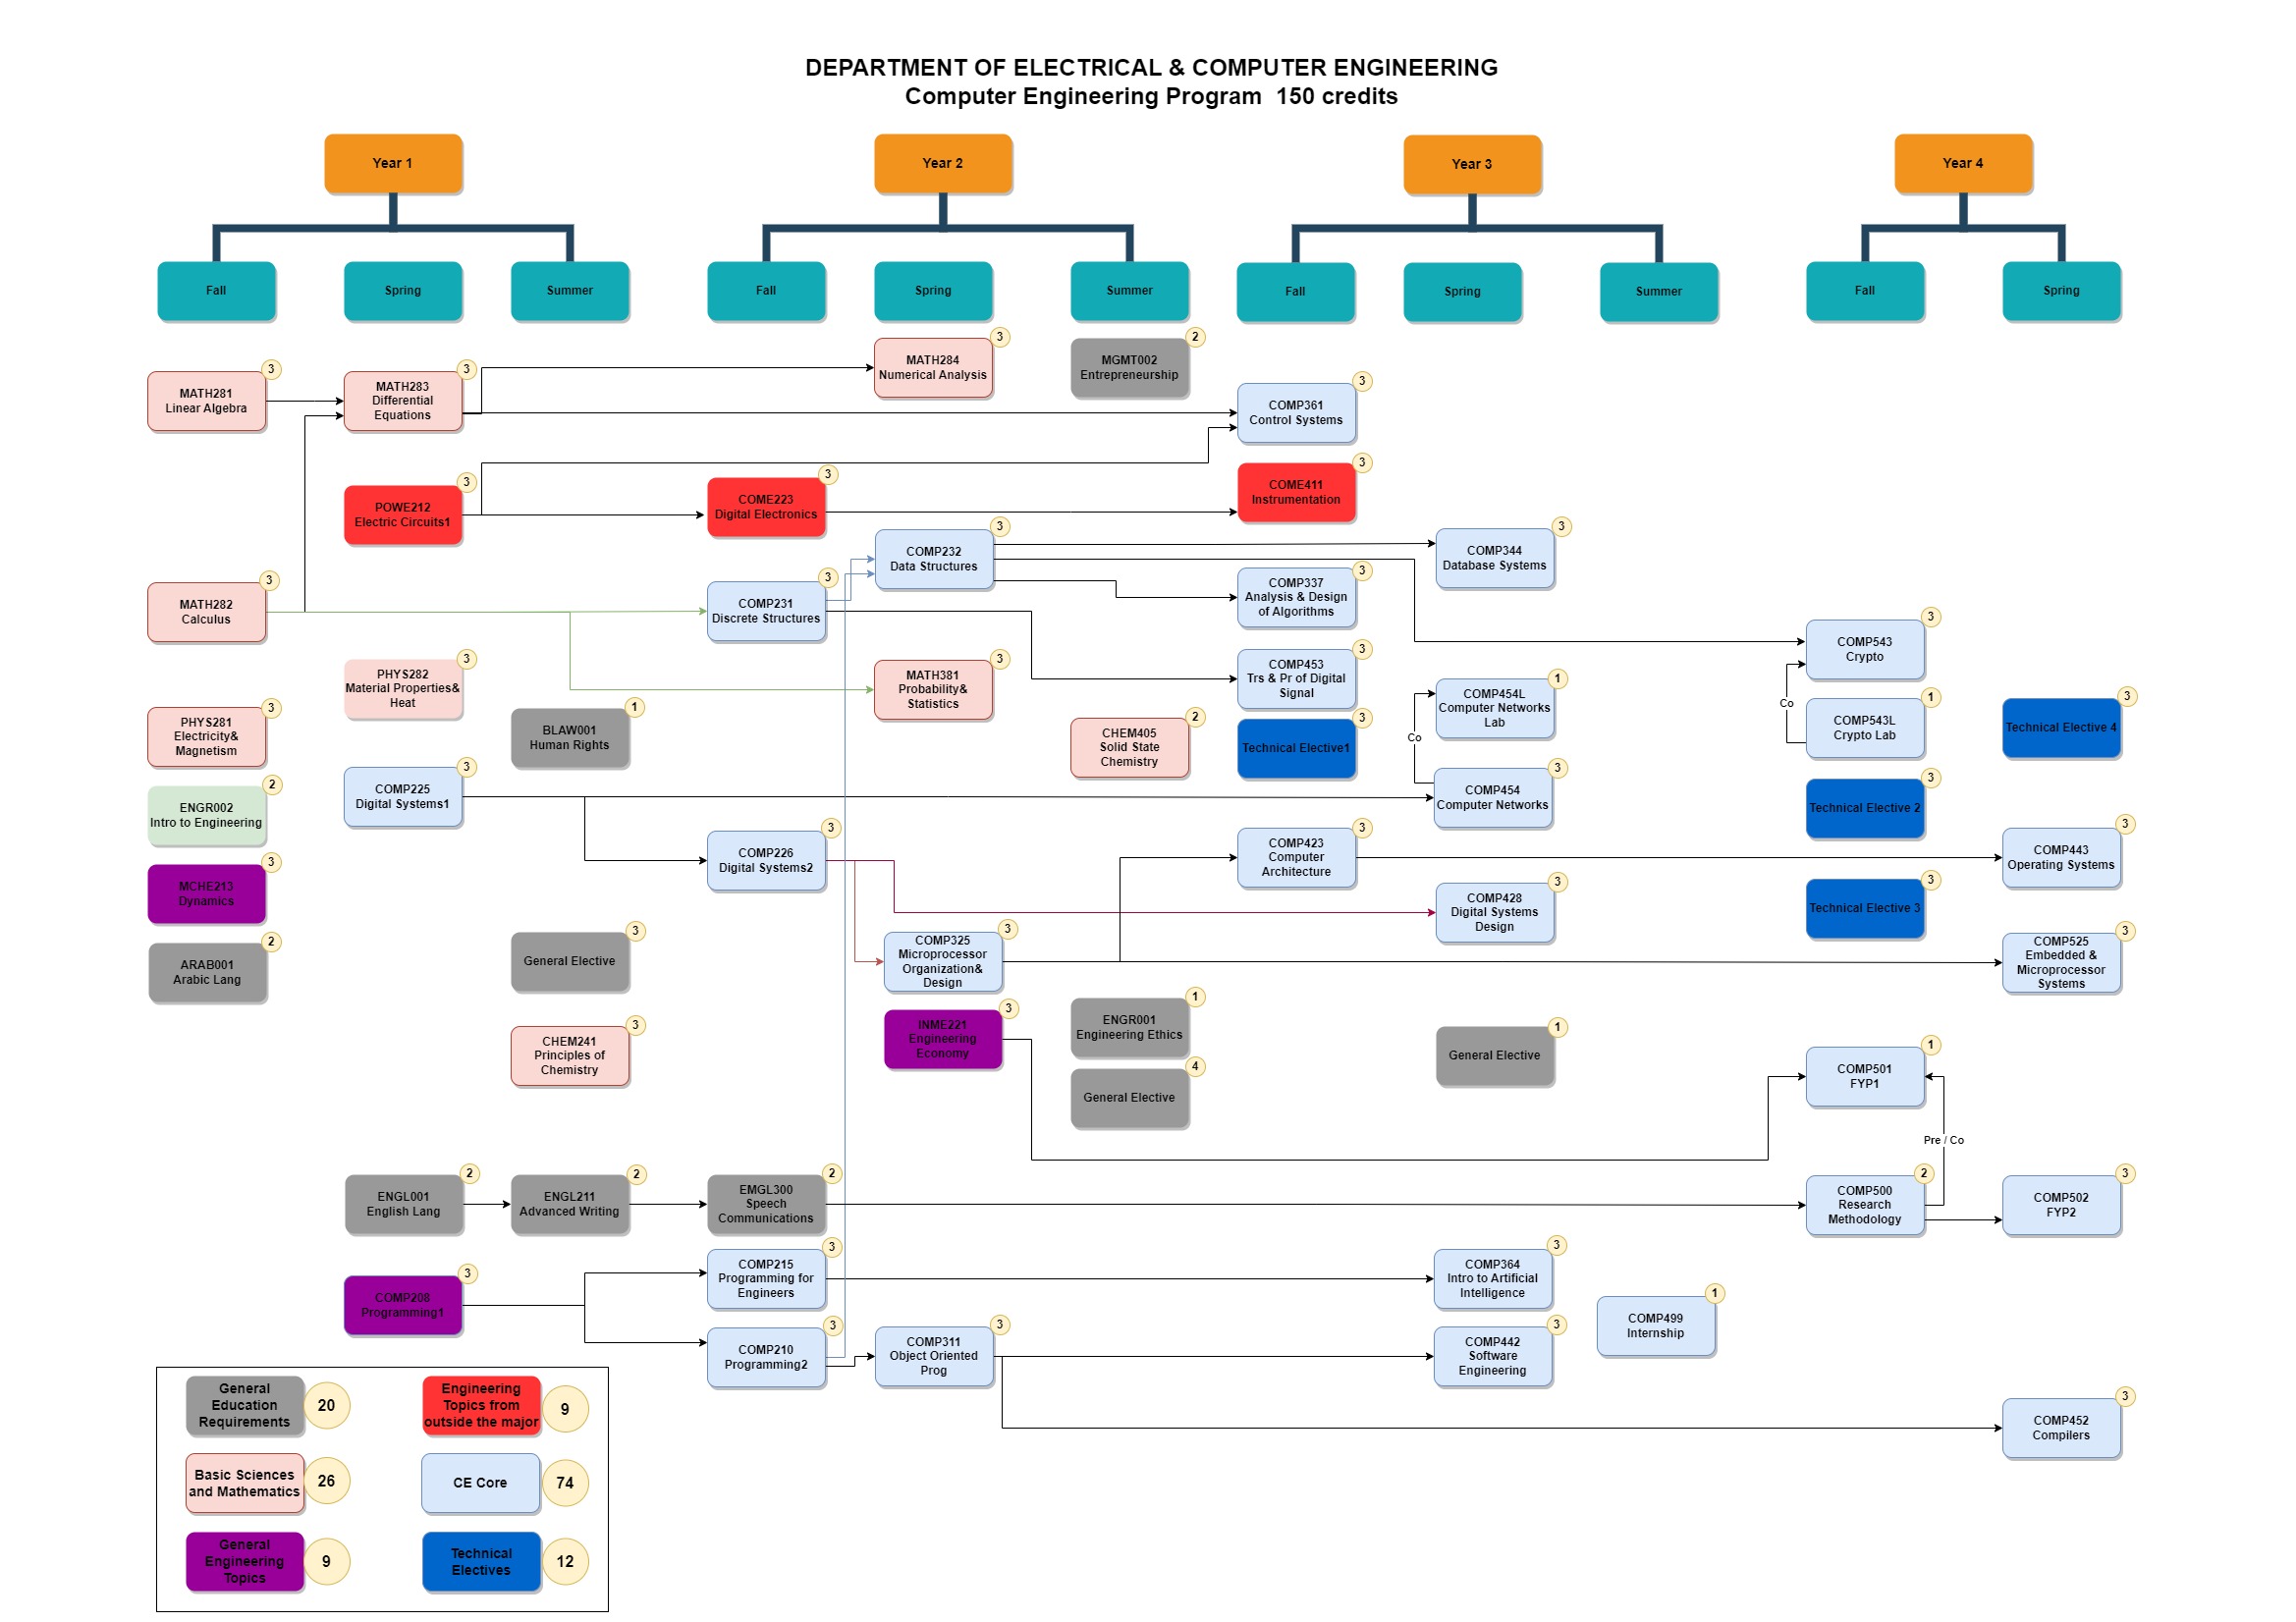 DEPARTMENT OF ELECTRICAL & COMPUTER ENGINEERING
Computer Engineering Program  150 credits
Year 1
Year 2
Year 3
Year 4
Fall
Spring
Summer
Fall
Spring
Summer
Fall
Spring
Summer
Fall
Spring
3
MATH284
Numerical Analysis
2
MGMT002
Entrepreneurship
3
MATH281
Linear Algebra
3
MATH283
Differential
Equations
3
COMP361
Control Systems
3
POWE212
Electric Circuits1
3
COME223
Digital Electronics
3
COME411
Instrumentation
3
COMP232
Data Structures
3
COMP344
Database Systems
3
MATH282
Calculus
3
COMP231
Discrete Structures
3
COMP337
Analysis & Design
of Algorithms
3
COMP543
Crypto
3
PHYS282
Material Properties&
Heat
3
MATH381
Probability&
Statistics
3
COMP453
Trs & Pr of Digital
Signal
1
COMP454L
Computer Networks
Lab
Co
1
COMP543L
Crypto Lab
Co
3
Technical Elective 4
3
PHYS281
Electricity&
Magnetism
1
BLAW001
Human Rights
2
CHEM405
Solid State
Chemistry
3
Technical Elective1
2
ENGR002
Intro to Engineering
3
COMP225
Digital Systems1
3
COMP454
Computer Networks
3
Technical Elective 2
3
MCHE213
Dynamics
3
COMP226
Digital Systems2
3
COMP423
Computer
Architecture
3
COMP443
Operating Systems
3
COMP428
Digital Systems
Design
3
Technical Elective 3
2
ARAB001
Arabic Lang
3
General Elective
3
COMP325
Microprocessor
Organization&
Design
3
COMP525
Embedded &
Microprocessor
Systems
3
CHEM241
Principles of
Chemistry
3
INME221
Engineering
Economy
1
ENGR001
Engineering Ethics
4
General Elective
1
General Elective
1
COMP501
FYP1
Pre / Co
2
ENGL001
English Lang
2
ENGL211
Advanced Writing
2
EMGL300
Speech
Communications
2
COMP500
Research
Methodology
3
COMP502
FYP2
3
COMP208
Programming1
3
COMP215
Programming for
Engineers
3
COMP364
Intro to Artificial
Intelligence
1
COMP499
Internship
3
COMP210
Programming2
3
COMP311
Object Oriented
Prog
3
COMP442
Software
Engineering
3
COMP452
Compilers
General
Education
Requirements
20
Engineering
Topics from
outside the major
9
Basic Sciences
and Mathematics
26
CE Core
74
General
Engineering
Topics
9
Technical
Electives
12